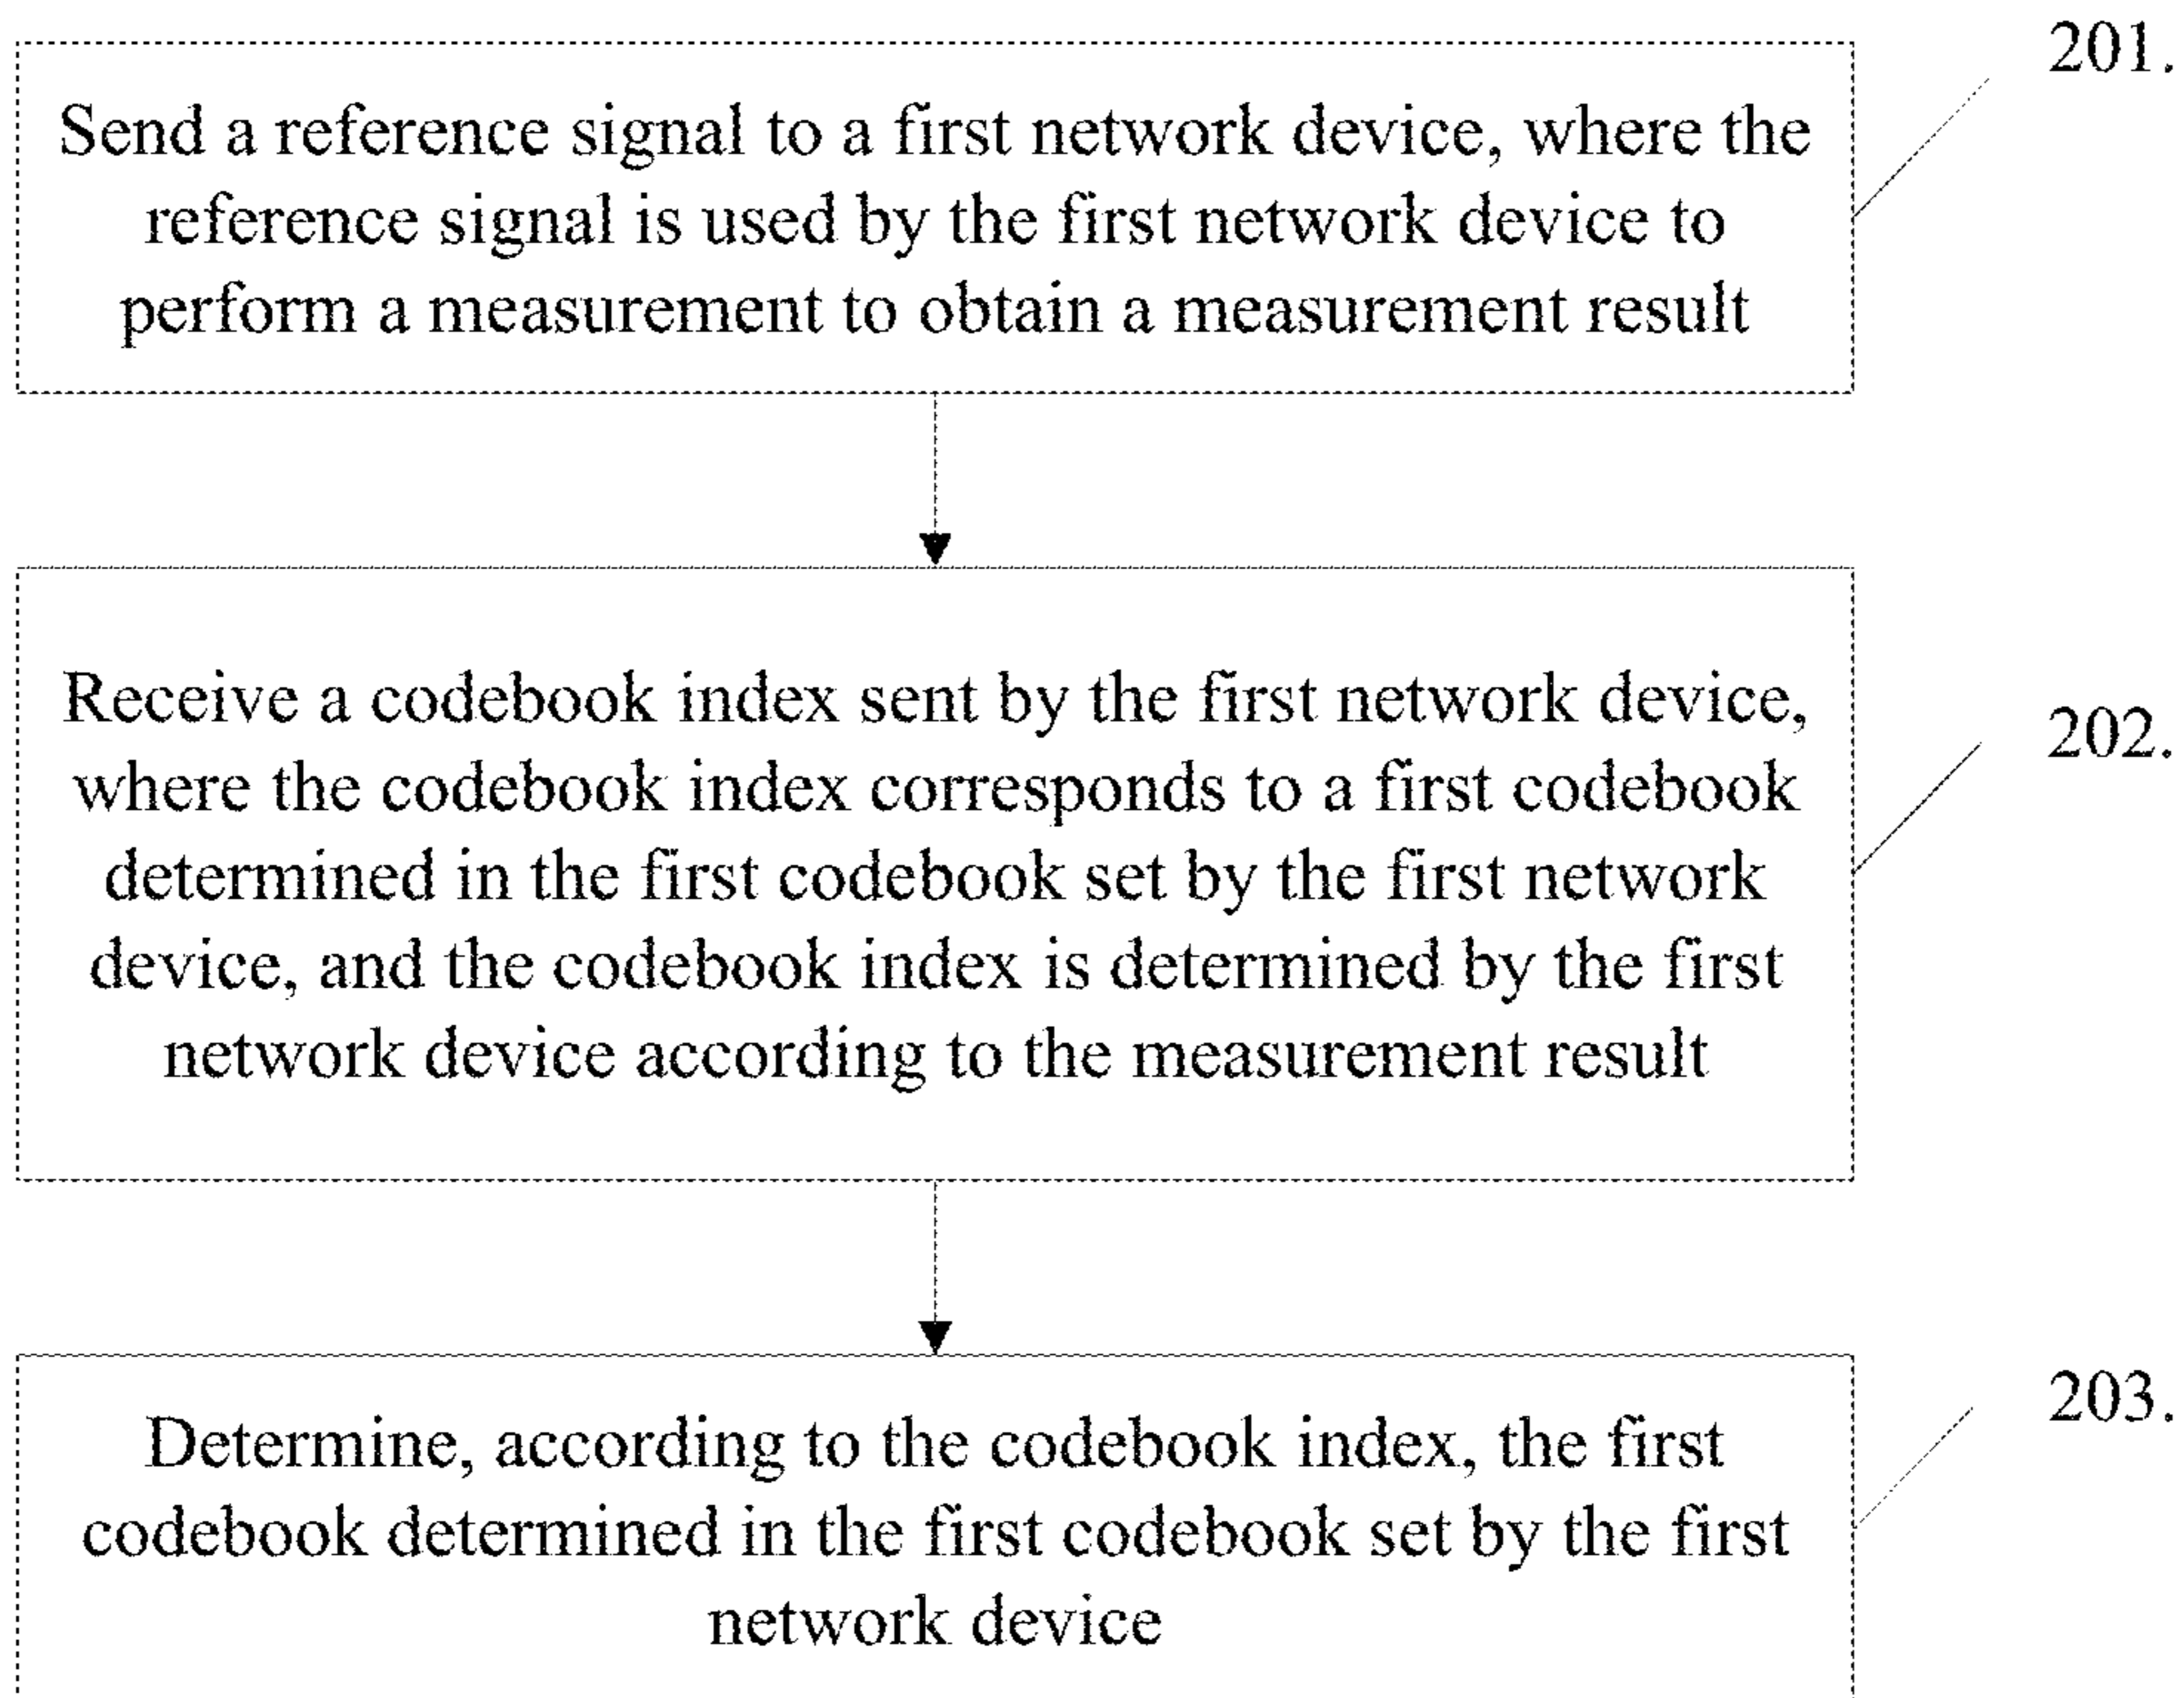 201.
Send a reference signal to a first network device, where the
reference signal is used by the first network device to
perform a measurement to obtain a measurement result
Receive a codebook index sent by the first network device,
where the codebook index corresponds to a first codebook
determined in the first codebook set by the first network
device, and the codebook index is determined by the first
network device according to the measurement result
202.
Determine, according to the codebook index, the first
codebook determined in the first codebook set by the first
network device
203.